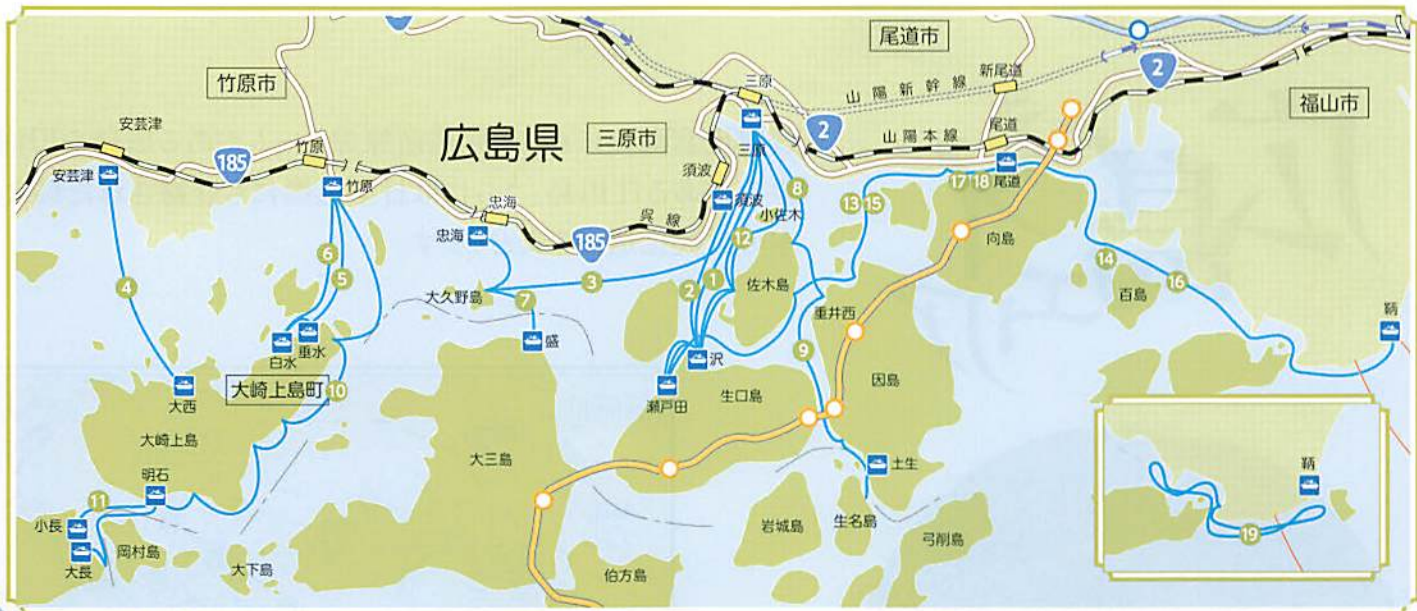 尾道市
2
竹原市
三原
新尾道
山陽新幹線
福山市
安芸津
広島県
三原市
2
山陽本線
尾道
185
竹原
三原
安芸津
竹原
須波
8
17
18
尾道
須波
13
15
小佐木
忠海
呉線
12
向島
忠海
185
6
5
14
16
4
大久野島
3
2
1
佐木島
百島
7
重井西
鞆
白水
垂水
盛
9
沢
大西
大崎上島町
10
瀬戸田
生口島
因島
大崎上島
大三島
土生
鞆
明石
11
小長
大長
岡村島
大下島
岩城島
生名島
弓削島
19
伯方島